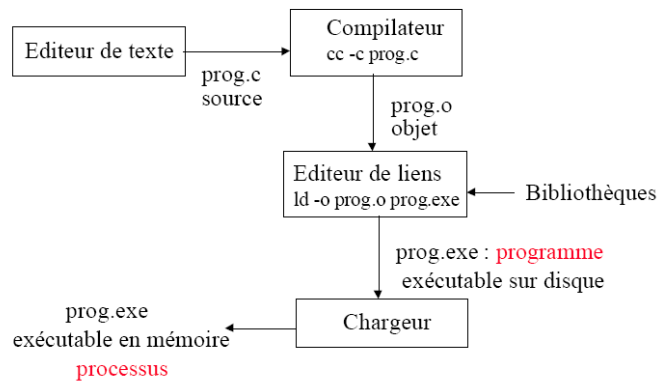 Editeur de texte
Compilateur
cc -c prog.c
prog.c
source
prog.o
objet
Editeur de liens
ld -o prog.o prog.exe
Bibliothèques
prog.exe : programme
exécutable sur disque
Chargeur
prog.exe
exécutable en mémoire
processus